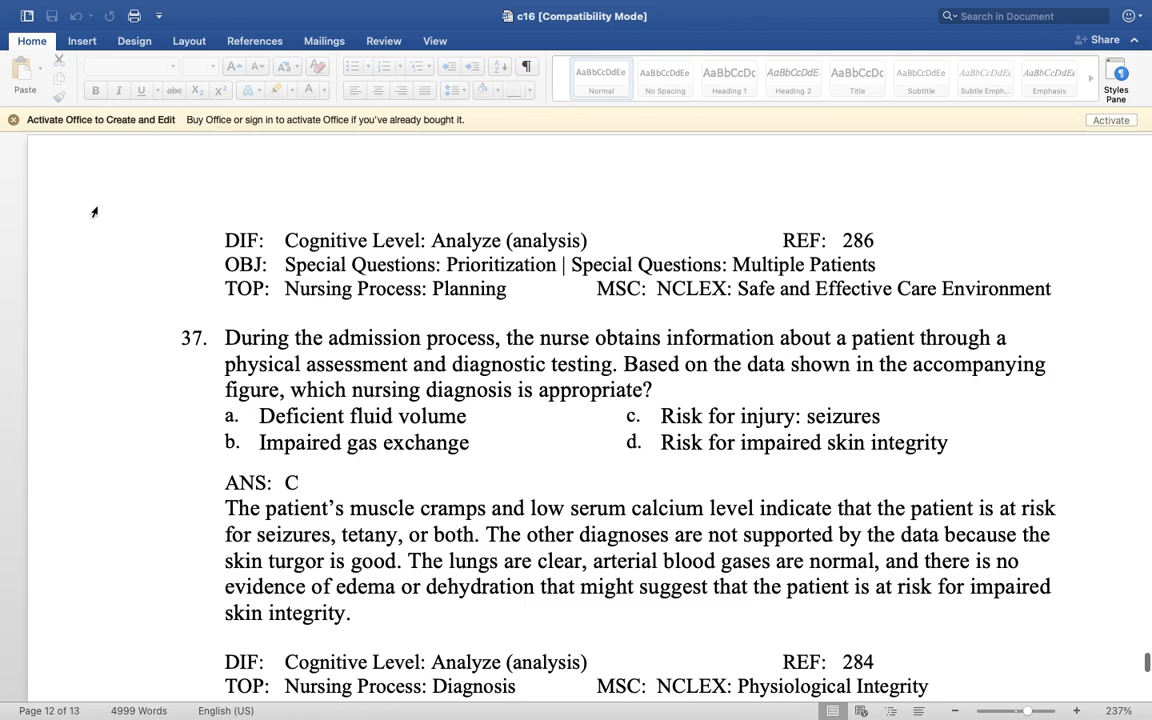 c16 [Compatibility Mode]
Search in Document
Home Insert Design Layout References Mailings Review View
Share
Paste
AaBbCcDdEe AaBbCcDdEe AaBbCcDc AaBbCcDdE AaBbCcDc AaBbCcDdEe AaBbCcDdEe AaBbCcDdEe
Normal No Spacing Heading 1 Heading 2 Title Subtitle Subtle Emph... Emphasis
Styles Pane
Activate Office to Create and Edit Buy Office or sign in to activate Office if you've already bought it. Activate
DIF: Cognitive Level: Analyze (analysis) REF: 286
OBJ: Special Questions: Prioritization | Special Questions: Multiple Patients
TOP: Nursing Process: Planning MSC: NCLEX: Safe and Effective Care Environment
37. During the admission process, the nurse obtains information about a patient through a
physical assessment and diagnostic testing. Based on the data shown in the accompanying
figure, which nursing diagnosis is appropriate?
a. Deficient fluid volume c. Risk for injury: seizures
b. Impaired gas exchange d. Risk for impaired skin integrity
ANS: C
The patient's muscle cramps and low serum calcium level indicate that the patient is at risk
for seizures, tetany, or both. The other diagnoses are not supported by the data because the
skin turgor is good. The lungs are clear, arterial blood gases are normal, and there is no
evidence of edema or dehydration that might suggest that the patient is at risk for impaired
skin integrity.
DIF: Cognitive Level: Analyze (analysis) REF: 284
TOP: Nursing Process: Diagnosis MSC: NCLEX: Physiological Integrity
Page 12 of 13 4999 Words English (US) 237%